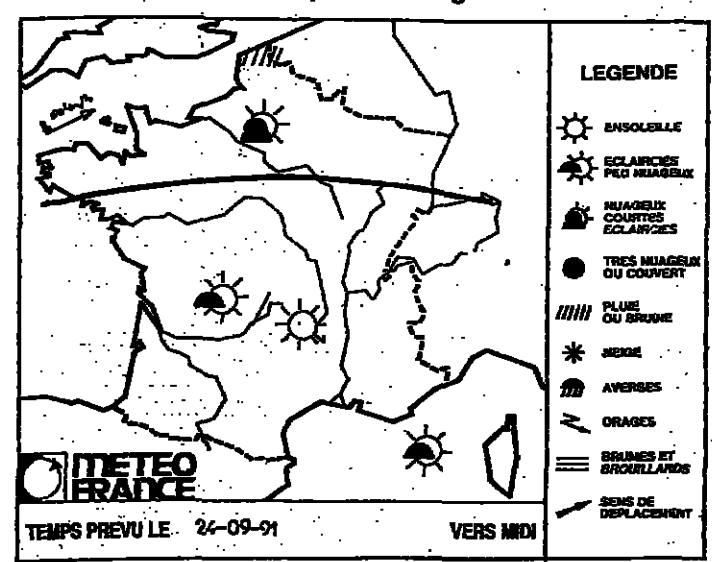 LEGENDE
ENSOLEILLE
ECLAIRCIES
PEU NUAGEUX
NUAGEUX
COURTES
ECLAIRCIES
TRES NUAGEUX
OU COUVERT
PLUIE
OU BRUINE
NEIGE
AVERSES
ORAGES
BRUMES ET
BROUILLARDS
SENS DE
DEPLACEMENT
METEO
FRANCE
TEMPS PREVU LE 24-09-91 VERS MIDI